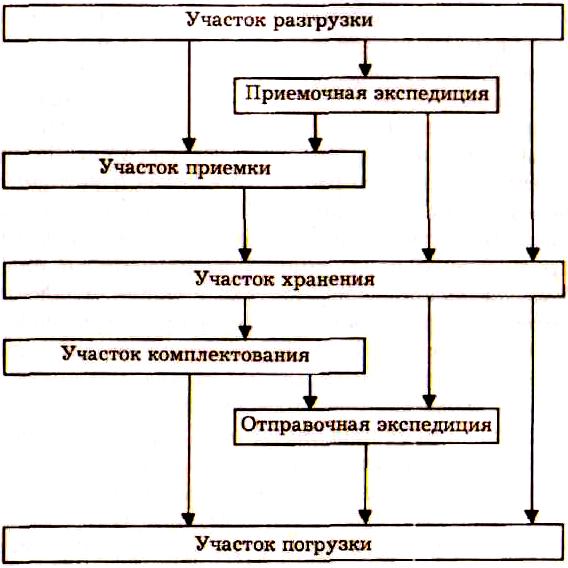 Участок разгрузки
Приемочная экспедиция
Участок приемки
Участок хранения
Участок комплектования
Отправочная экспедиция
Участок погрузки